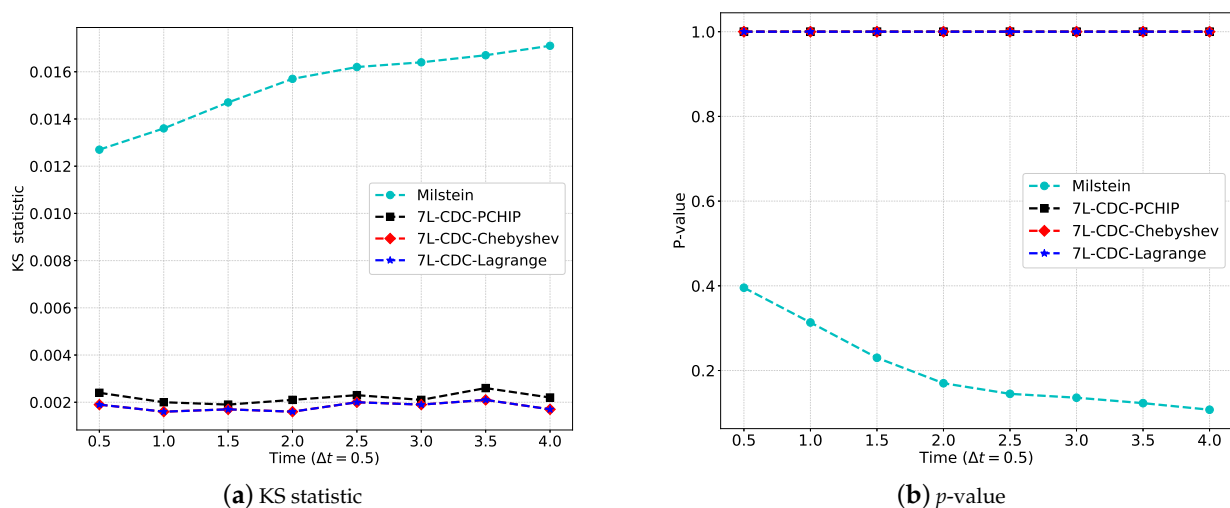 KS statistic
0.016
0.014
0.012
0.010
0.008
0.006
0.004
0.002
Milstein
7L-CDC-PCHIP
7L-CDC-Chebyshev
7L-CDC-Lagrange
0.5 1.0 1.5 2.0 2.5 3.0 3.5 4.0
Time (Δt = 0.5)
(a) KS statistic
P-value
1.0
0.8
0.6
0.4
0.2
Milstein
7L-CDC-PCHIP
7L-CDC-Chebyshev
7L-CDC-Lagrange
0.5 1.0 1.5 2.0 2.5 3.0 3.5 4.0
Time (Δt = 0.5)
(b) p-value